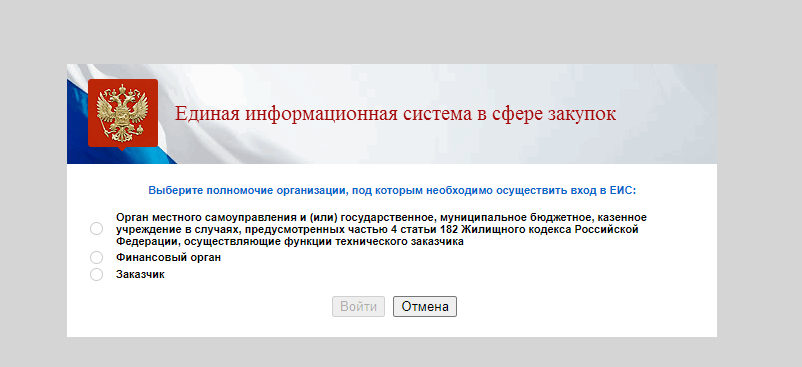 Единая информационная система в сфере закупок
Выберите полномочие организации, под которым необходимо осуществить вход в ЕИС:
Орган местного самоуправления и (или) государственное, муниципальное бюджетное, казенное
учреждение в случаях, предусмотренных частью 4 статьи 182 Жилищного кодекса Российской
Федерации, осуществляющие функции технического заказчика
Финансовый орган
Заказчик
Войти Отмена